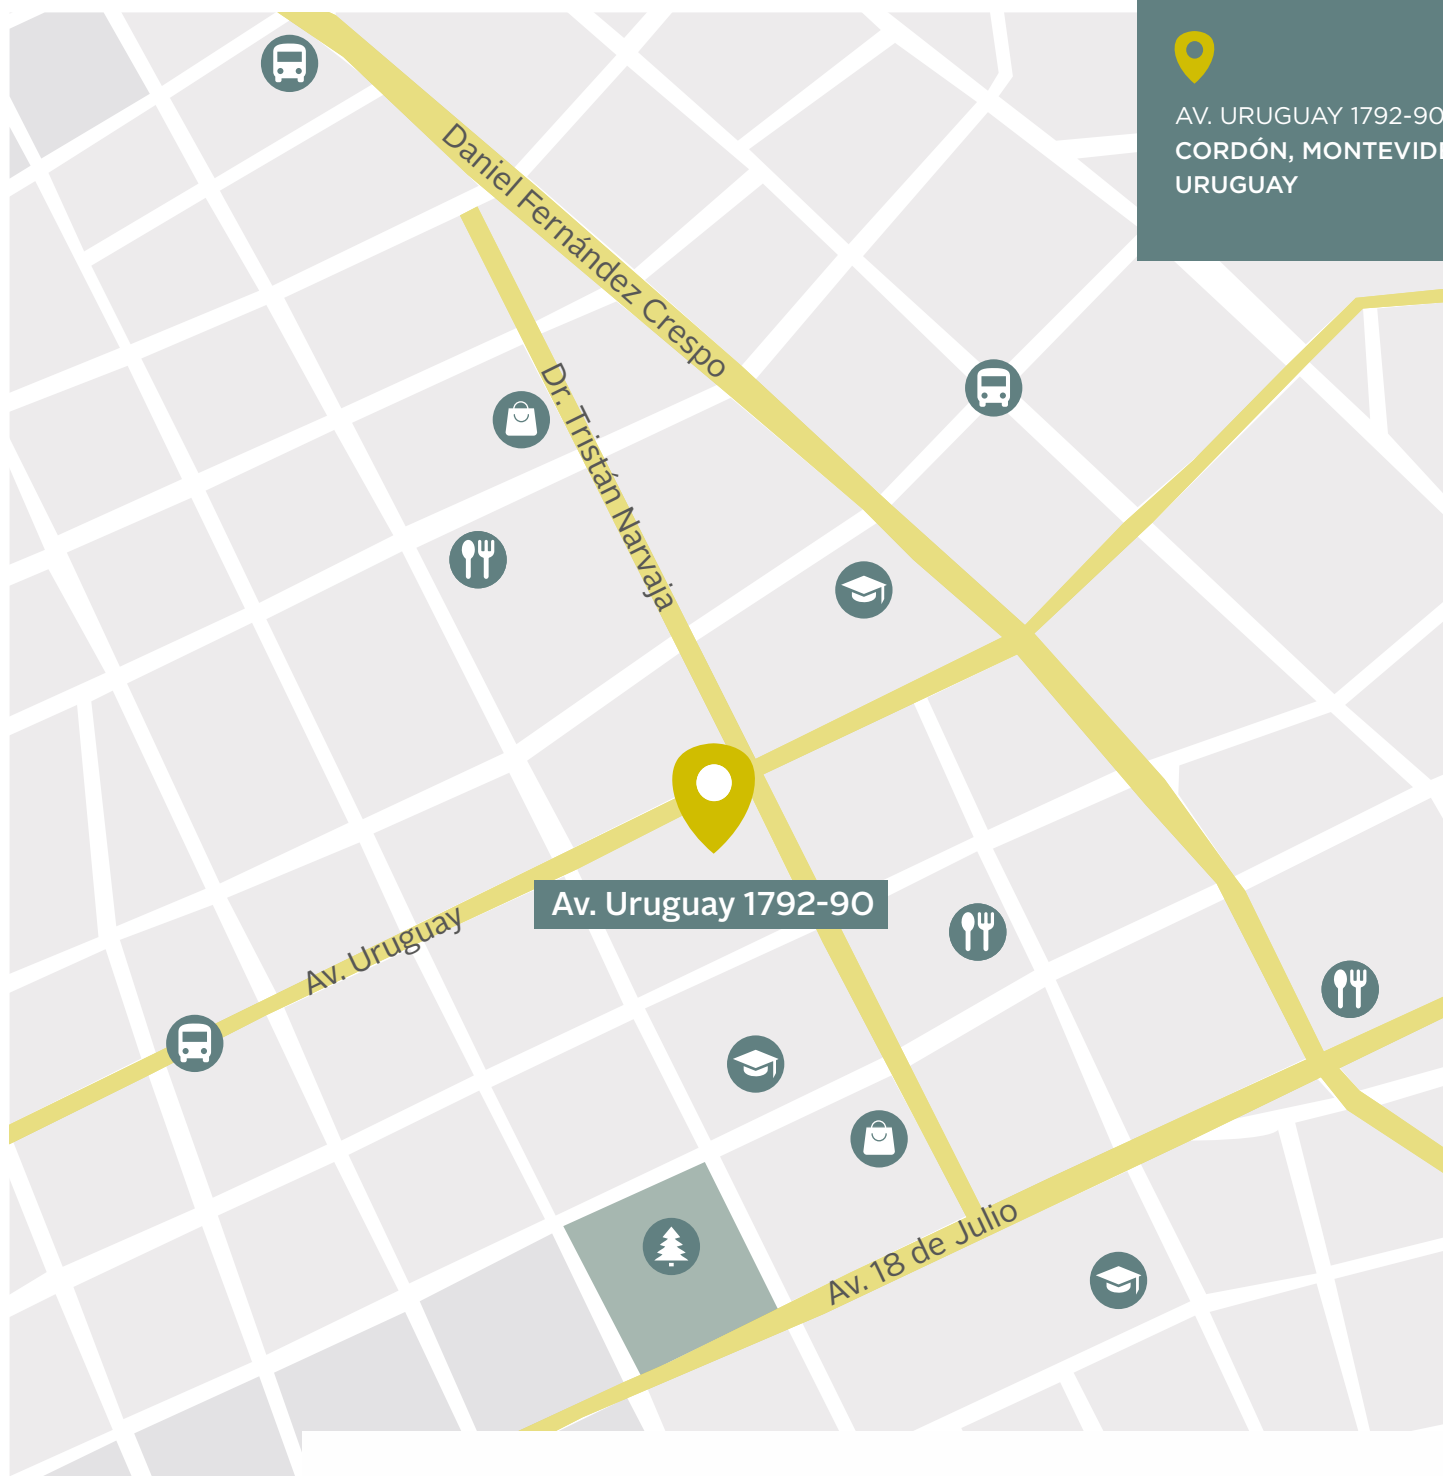 AV. URUGUAY 1792-90
CORDÓN, MONTEVIDE
URUGUAY
Daniel Fernández Crespo
Dr. Tristán Narvaja
Av. Uruguay 1792-90
Av. Uruguay
Av. 18 de Julio